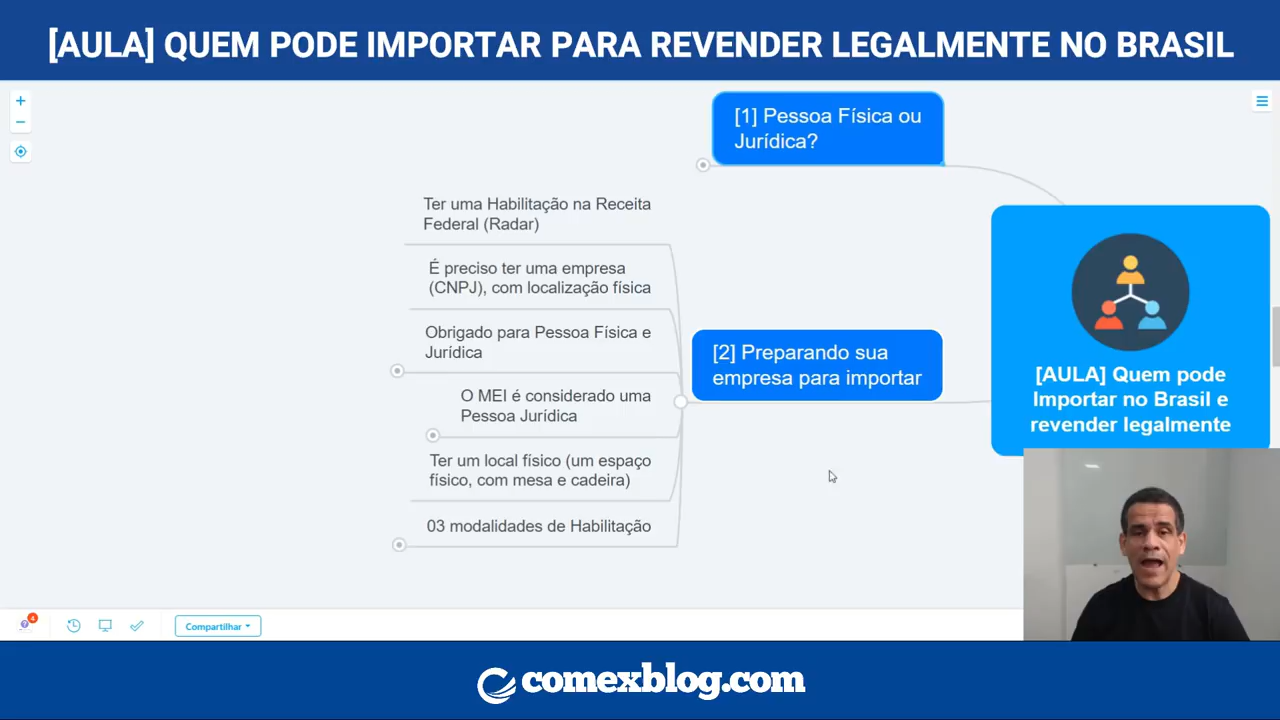 [AULA] QUEM PODE IMPORTAR PARA REVENDER LEGALMENTE NO BRASIL
[1] Pessoa Física ou
Jurídica?
Ter uma Habilitação na Receita
Federal (Radar)
É preciso ter uma empresa
(CNPJ), com localização física
Obrigado para Pessoa Física e
Jurídica
O MEI é considerado uma
Pessoa Jurídica
Ter um local físico (um espaço
físico, com mesa e cadeira)
03 modalidades de Habilitação
[2] Preparando sua
empresa para importar
[AULA] Quem pode
Importar no Brasil e
revender legalmente
4
Compartilhar
comexblog.com